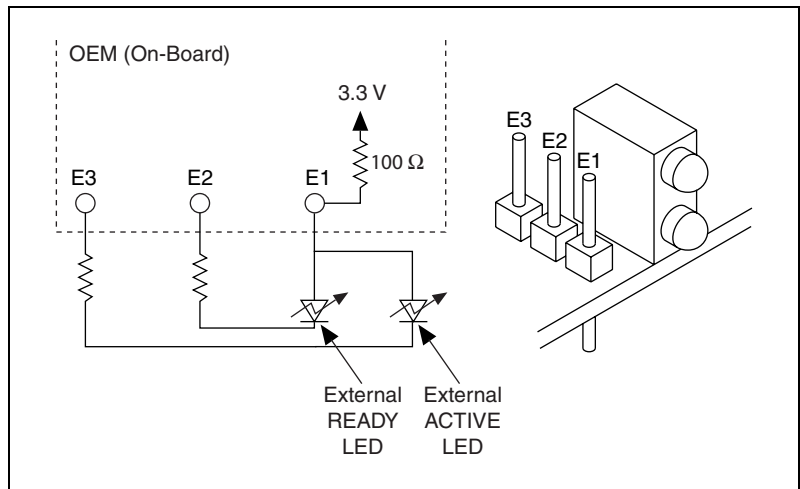 OEM (On-Board)
3.3 V
100 Ω
E3
E2
E1
E3
E2
E1
External
READY
LED
External
ACTIVE
LED